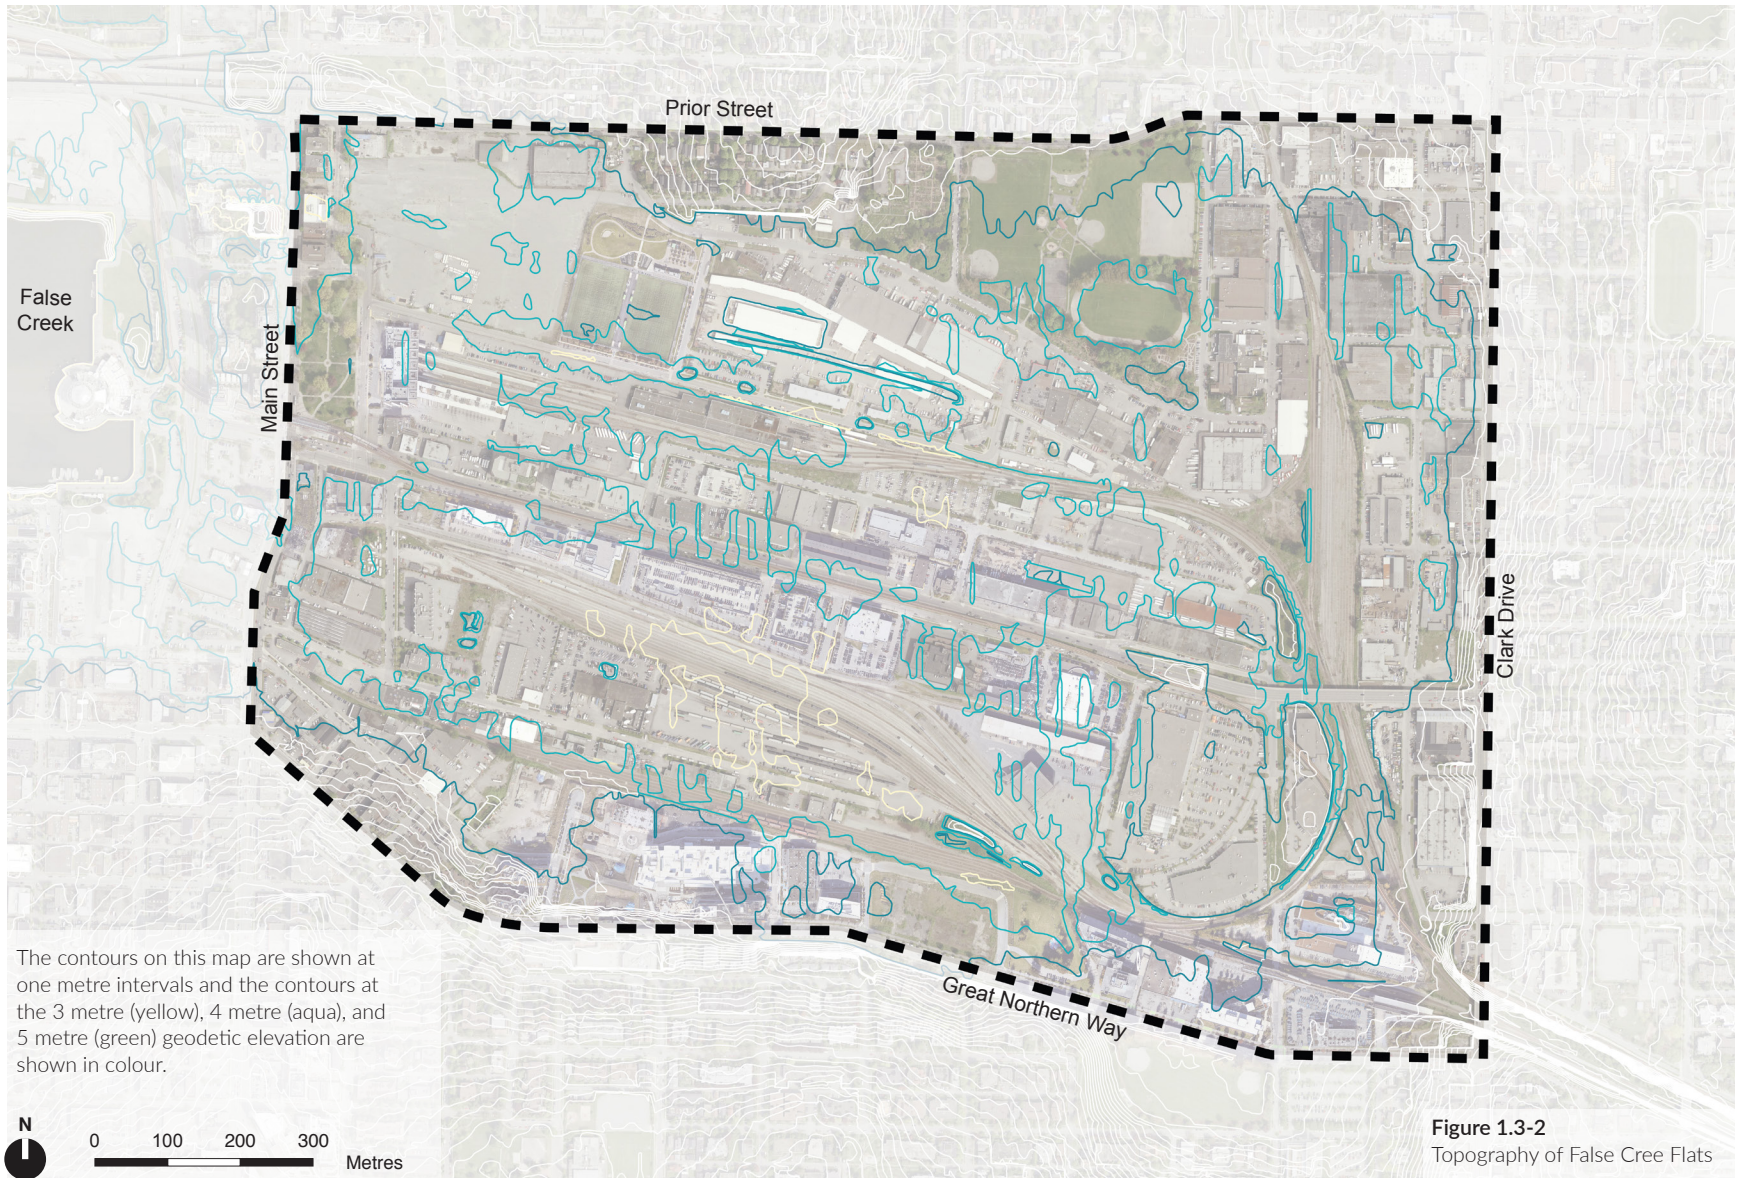 Prior Street
False
Creek
Main Street
Clark Drive
Great Northern Way
The contours on this map are shown at
one metre intervals and the contours at
the 3 metre (yellow), 4 metre (aqua), and
5 metre (green) geodetic elevation are
shown in colour.
N
0 100 200 300
Metres
Figure 1.3-2
Topography of False Cree Flats